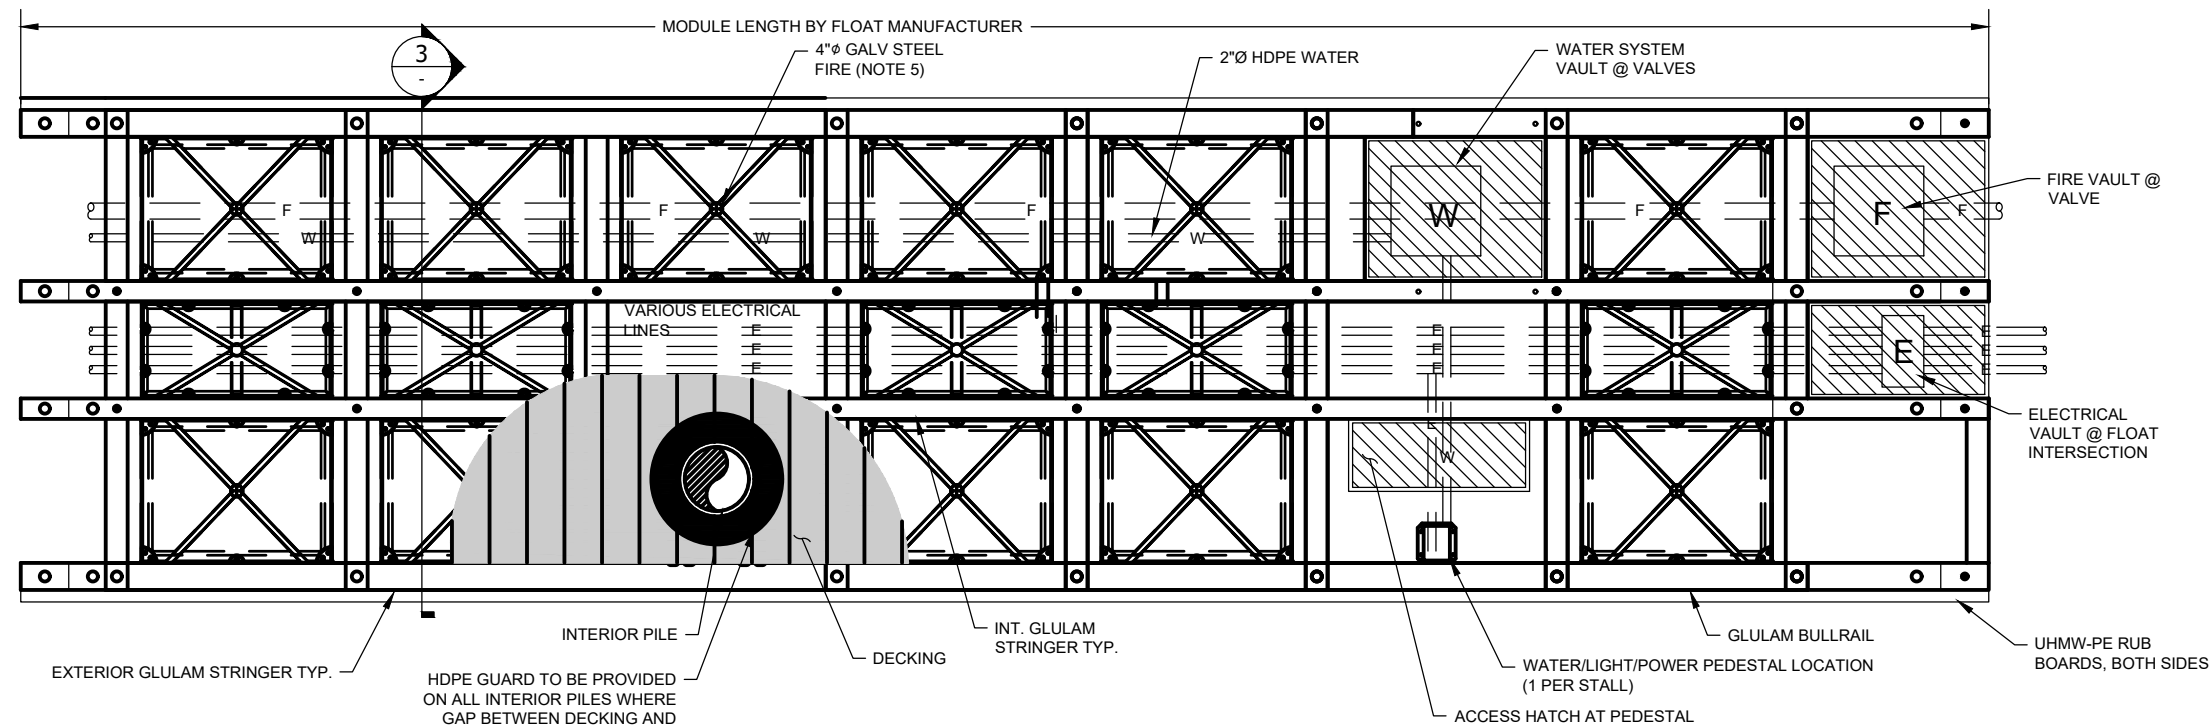 MODULE LENGTH BY FLOAT MANUFACTURER
3
-
4"ø GALV STEEL
FIRE (NOTE 5)
2"Ø HDPE WATER
WATER SYSTEM
VAULT @ VALVES
FIRE VAULT @
VALVE
F
F
F
F
F
F
W
W
W
W
VARIOUS ELECTRICAL
LINES
E
E
E
E
E
E
E
E
E
E
E
W
ELECTRICAL
VAULT @ FLOAT
INTERSECTION
INTERIOR PILE
DECKING
INT. GLULAM
STRINGER TYP.
GLULAM BULLRAIL
UHMW-PE RUB
BOARDS, BOTH SIDES
EXTERIOR GLULAM STRINGER TYP.
WATER/LIGHT/POWER PEDESTAL LOCATION
(1 PER STALL)
HDPE GUARD TO BE PROVIDED
ON ALL INTERIOR PILES WHERE
GAP BETWEEN DECKING AND
ACCESS HATCH AT PEDESTAL